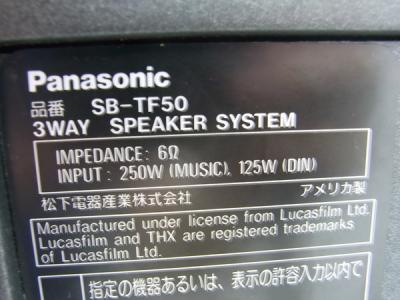 Panasonic
品番 SB-TF50
3WAY SPEAKER SYSTEM
IMPEDANCE: 6Ω
INPUT : 250W (MUSIC), 125W (DIN)
松下電器産業株式会社 アメリカ製
Manufactured under license from Lucasfilm Ltd.
Lucasfilm and THX are registered trademarks
of Lucasfilm Ltd.
指定の機器あるいは、表示の許容入力以内で